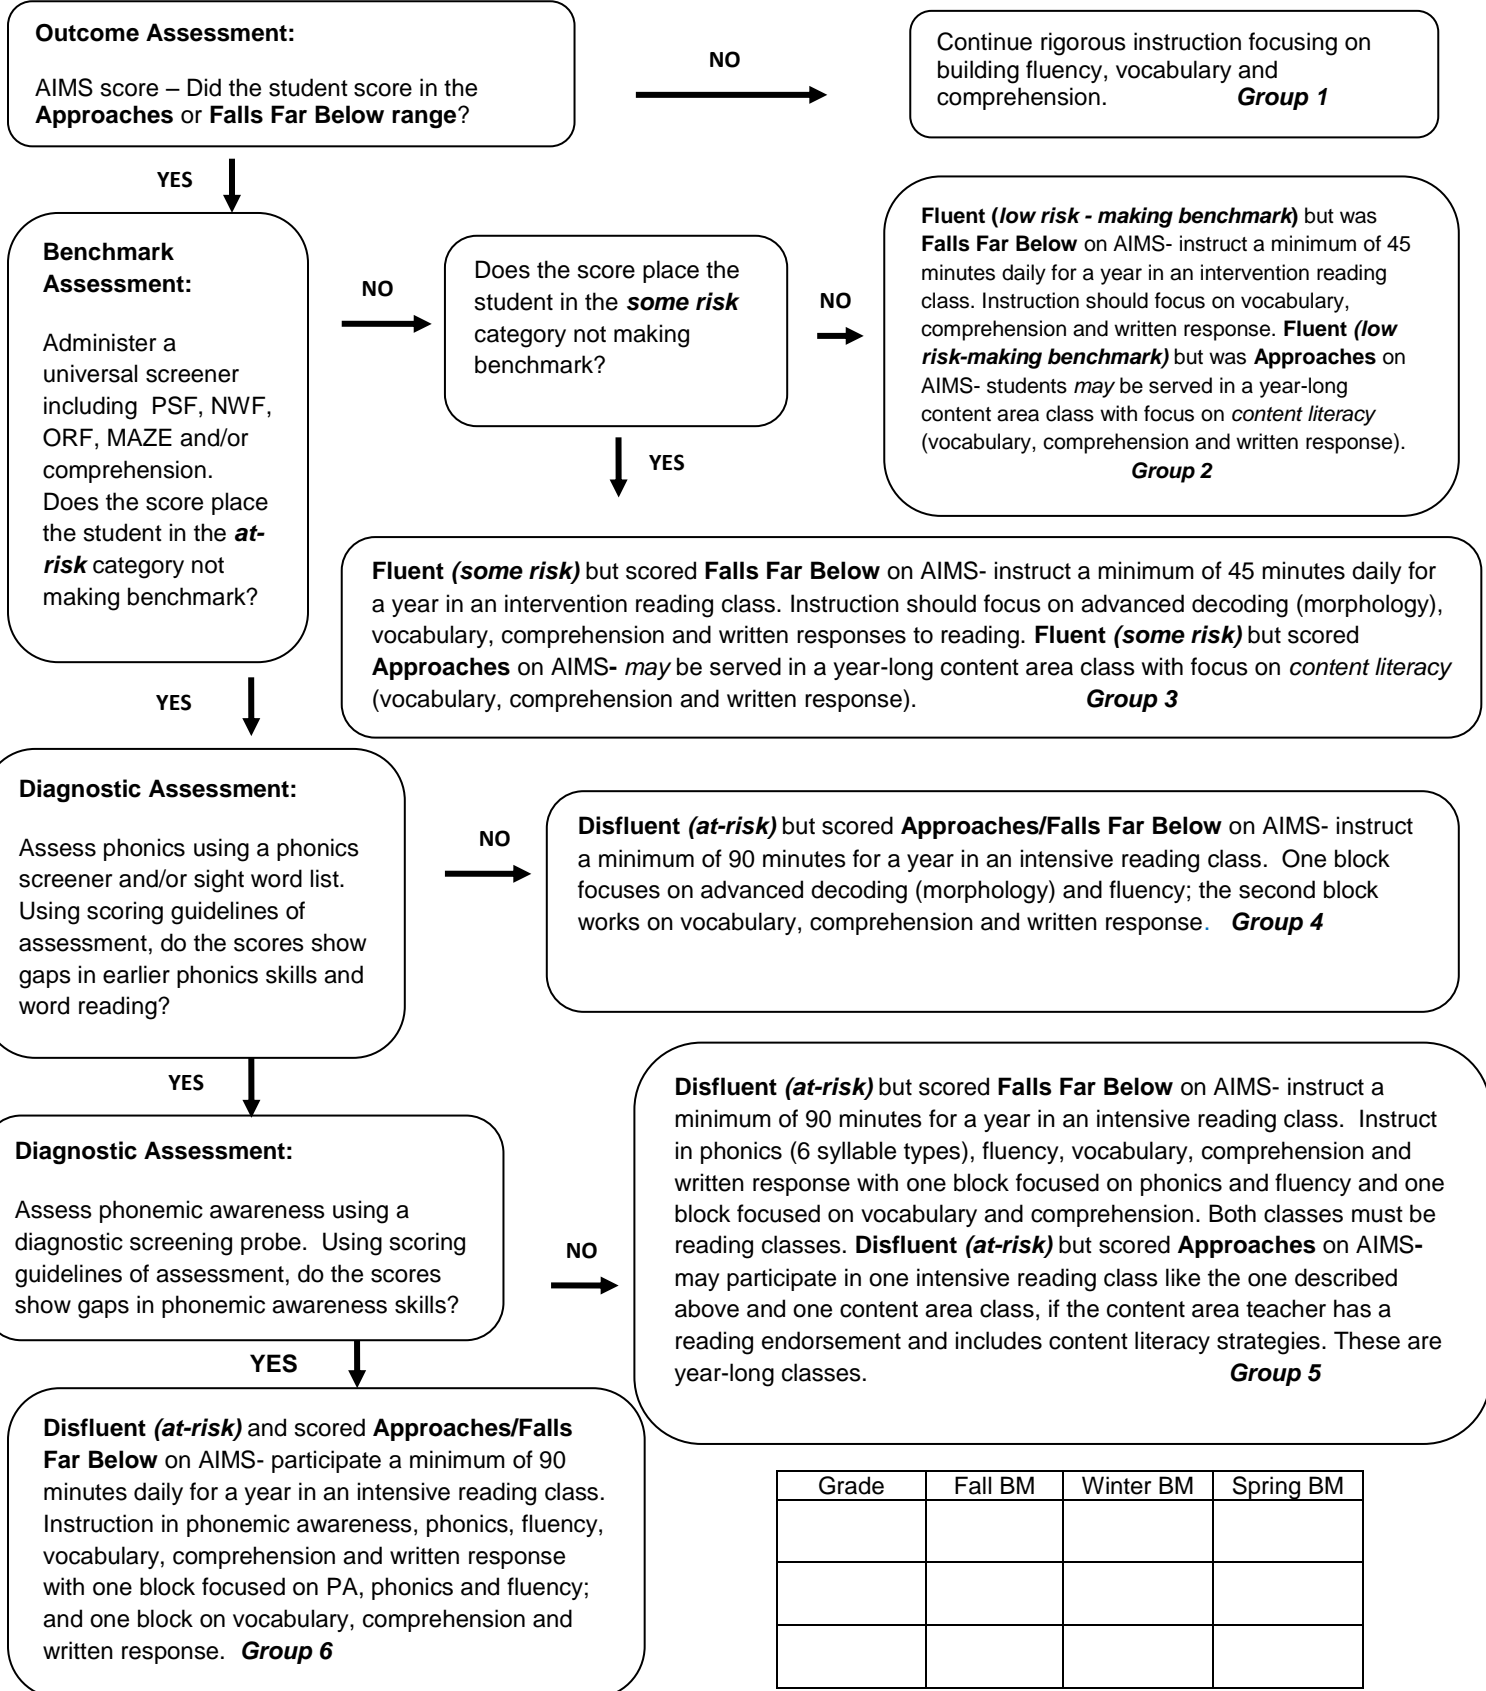 Outcome Assessment:
AIMS score – Did the student score in the
Approaches or Falls Far Below range?
NO
Continue rigorous instruction focusing on
building fluency, vocabulary and
comprehension. Group 1
YES
Benchmark
Assessment:
Administer a
universal screener
including PSF, NWF,
ORF, MAZE and/or
comprehension.
Does the score place
the student in the at-
risk category not
making benchmark?
NO
Does the score place the
student in the some risk
category not making
benchmark?
NO
Fluent (low risk - making benchmark) but was
Falls Far Below on AIMS- instruct a minimum of 45
minutes daily for a year in an intervention reading
class. Instruction should focus on vocabulary,
comprehension and written response. Fluent (low
risk-making benchmark) but was Approaches on
AIMS- students may be served in a year-long
content area class with focus on content literacy
(vocabulary, comprehension and written response).
Group 2
YES
Fluent (some risk) but scored Falls Far Below on AIMS- instruct a minimum of 45 minutes daily for
a year in an intervention reading class. Instruction should focus on advanced decoding (morphology),
vocabulary, comprehension and written responses to reading. Fluent (some risk) but scored
Approaches on AIMS- may be served in a year-long content area class with focus on content literacy
(vocabulary, comprehension and written response). Group 3
YES
Diagnostic Assessment:
Assess phonics using a phonics
screener and/or sight word list.
Using scoring guidelines of
assessment, do the scores show
gaps in earlier phonics skills and
word reading?
NO
Disfluent (at-risk) but scored Approaches/Falls Far Below on AIMS- instruct
a minimum of 90 minutes for a year in an intensive reading class. One block
focuses on advanced decoding (morphology) and fluency; the second block
works on vocabulary, comprehension and written response. Group 4
YES
Diagnostic Assessment:
Assess phonemic awareness using a
diagnostic screening probe. Using scoring
guidelines of assessment, do the scores
show gaps in phonemic awareness skills?
NO
Disfluent (at-risk) but scored Falls Far Below on AIMS- instruct a
minimum of 90 minutes for a year in an intensive reading class. Instruct
in phonics (6 syllable types), fluency, vocabulary, comprehension and
written response with one block focused on phonics and fluency and one
block focused on vocabulary and comprehension. Both classes must be
reading classes. Disfluent (at-risk) but scored Approaches on AIMS-
may participate in one intensive reading class like the one described
above and one content area class, if the content area teacher has a
reading endorsement and includes content literacy strategies. These are
year-long classes. Group 5
YES
Disfluent (at-risk) and scored Approaches/Falls
Far Below on AIMS- participate a minimum of 90
minutes daily for a year in an intensive reading class.
Instruction in phonemic awareness, phonics, fluency,
vocabulary, comprehension and written response
with one block focused on PA, phonics and fluency;
and one block on vocabulary, comprehension and
written response. Group 6
Grade Fall BM Winter BM Spring BM